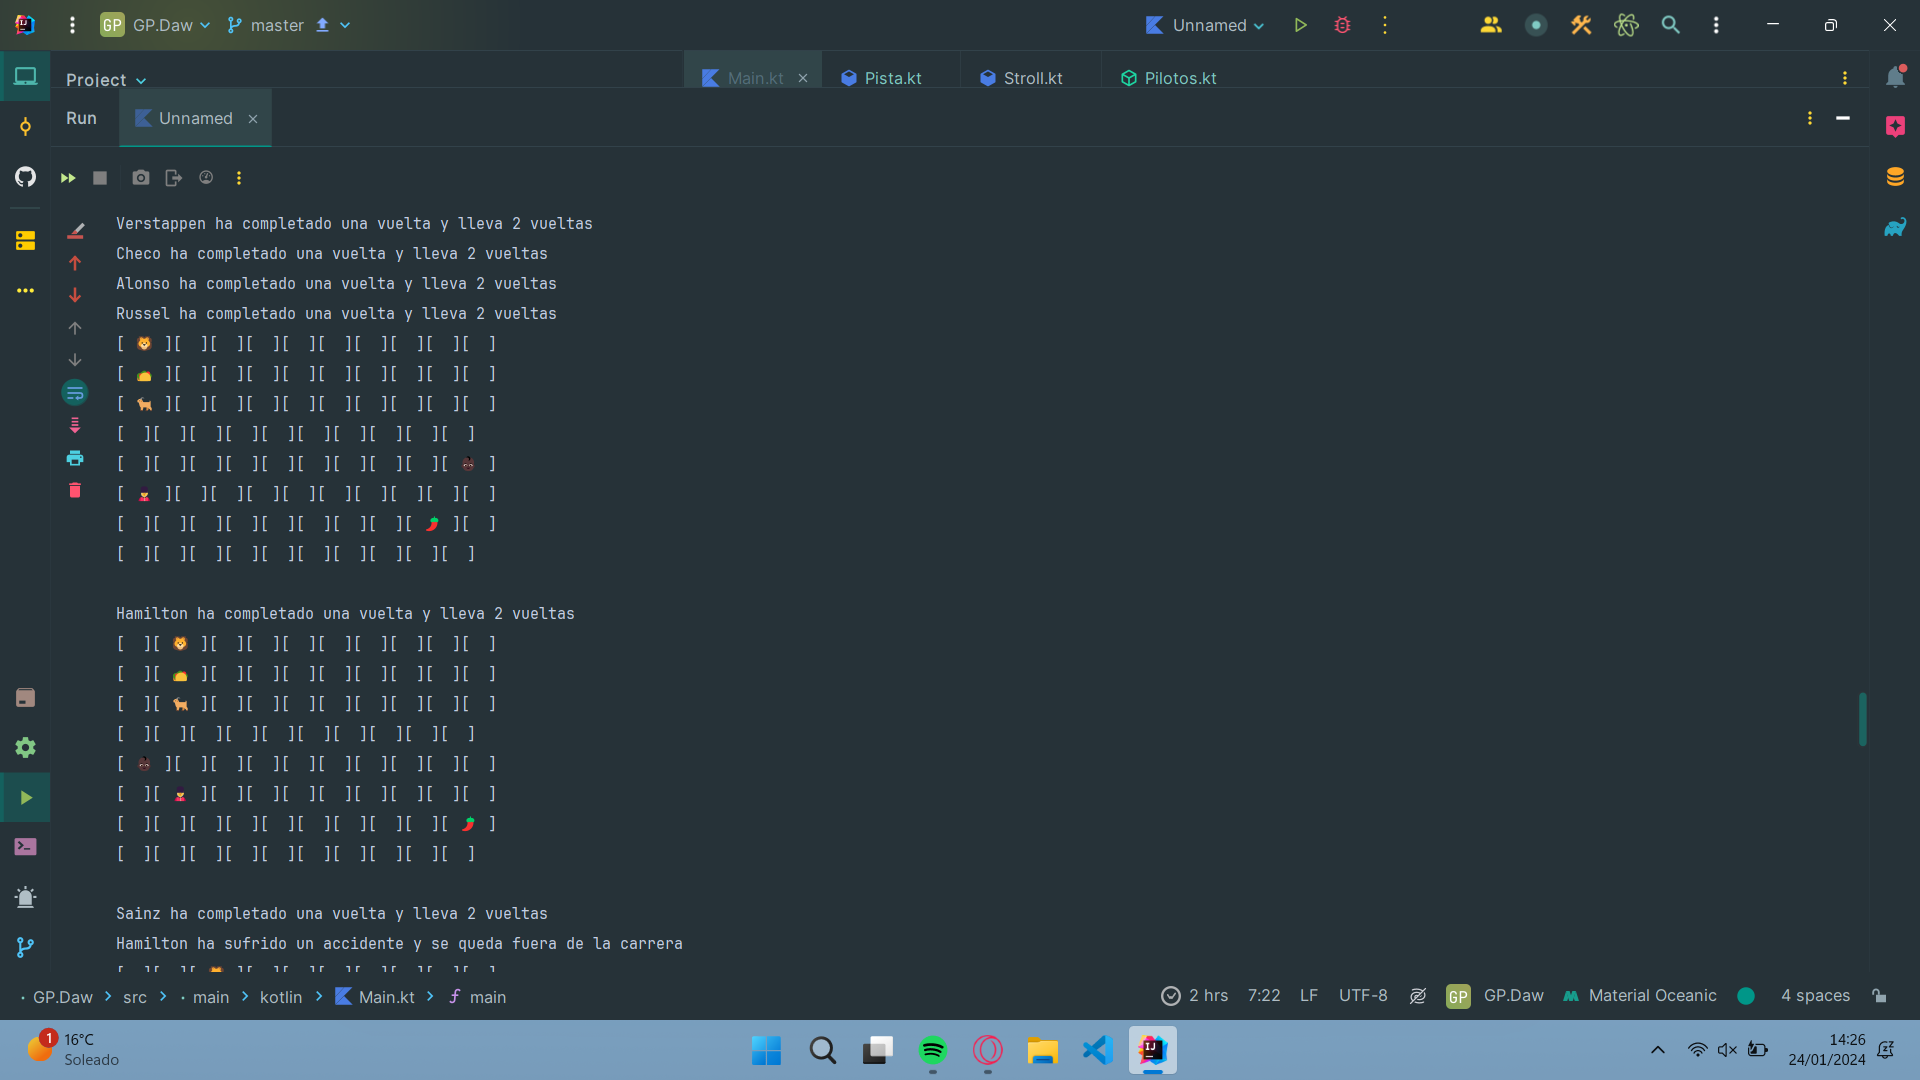 GP GP.Daw master Unnamed
Project Main.kt Pista.kt Stroll.kt Pilotos.kt
Run Unnamed
Verstappen ha completado una vuelta y lleva 2 vueltas
Checo ha completado una vuelta y lleva 2 vueltas
Alonso ha completado una vuelta y lleva 2 vueltas
Russel ha completado una vuelta y lleva 2 vueltas
[ 🦁 ][  ][  ][  ][  ][  ][  ][  ][  ][  ]
[ 🌮 ][  ][  ][  ][  ][  ][  ][  ][  ][  ]
[ 🐐 ][  ][  ][  ][  ][  ][  ][  ][  ][  ]
[  ][  ][  ][  ][  ][  ][  ][  ][  ][  ]
[  ][  ][  ][  ][  ][  ][  ][  ][  ][ 👨🏿‍🦲 ]
[ 💂 ][  ][  ][  ][  ][  ][  ][  ][  ][  ]
[  ][  ][  ][  ][  ][  ][  ][  ][ 🌶 ][  ]
[  ][  ][  ][  ][  ][  ][  ][  ][  ][  ]
Hamilton ha completado una vuelta y lleva 2 vueltas
[  ][ 🦁 ][  ][  ][  ][  ][  ][  ][  ][  ]
[  ][ 🌮 ][  ][  ][  ][  ][  ][  ][  ][  ]
[  ][ 🐐 ][  ][  ][  ][  ][  ][  ][  ][  ]
[  ][  ][  ][  ][  ][  ][  ][  ][  ][  ]
[ 👨🏿‍🦲 ][  ][  ][  ][  ][  ][  ][  ][  ][  ]
[  ][ 💂 ][  ][  ][  ][  ][  ][  ][  ][  ]
[  ][  ][  ][  ][  ][  ][  ][  ][  ][ 🌶 ]
[  ][  ][  ][  ][  ][  ][  ][  ][  ][  ]
Sainz ha completado una vuelta y lleva 2 vueltas
Hamilton ha sufrido un accidente y se queda fuera de la carrera
GP.Daw > src > main > kotlin > Main.kt > main 2 hrs 7:22 LF UTF-8 GP GP.Daw Material Oceanic 4 spaces
1 16°C 14:26
Soleado 24/01/2024